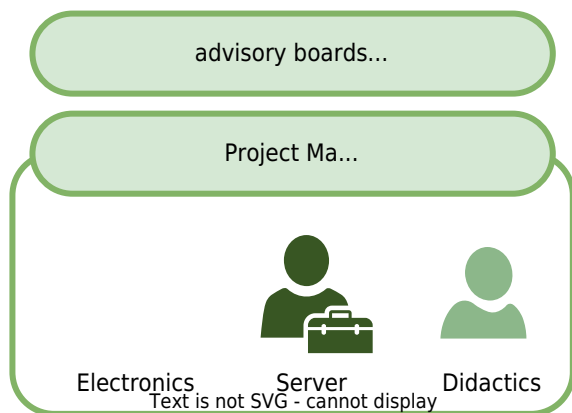 advisory boards...
Project Ma...
Electronics Server Didactics
Text is not SVG - cannot display